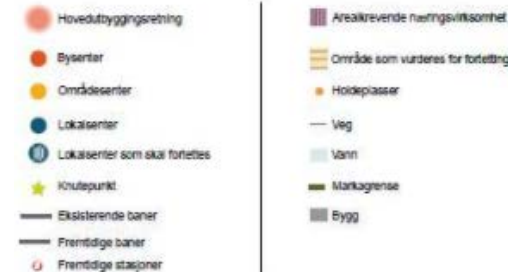 Hovedutbyggingsretning
Bysenter
Områdesenter
Lokalsenter
Lokalsenter som skal fortettes
Knutepunkt
Eksisterende baner
Fremtidige baner
Fremtidige stasjoner
Arealkrevende næringsvirksomhet
Område som vurderes for fortetting
Holdeplasser
Veg
Vann
Markagrense
Bygg